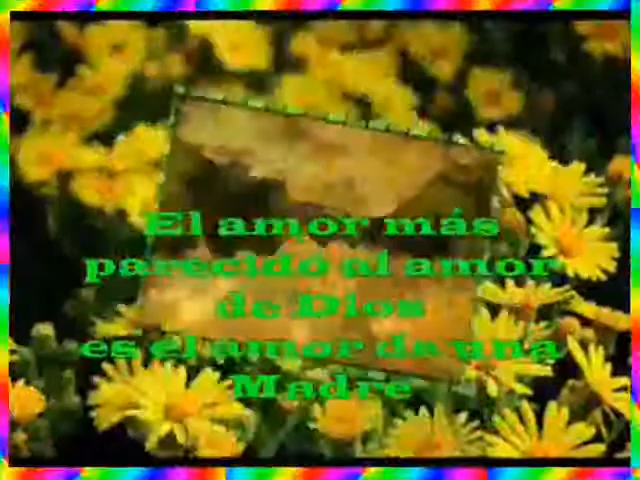 El amor más
parecido al amor
de Dios
es el amor de una
Madre